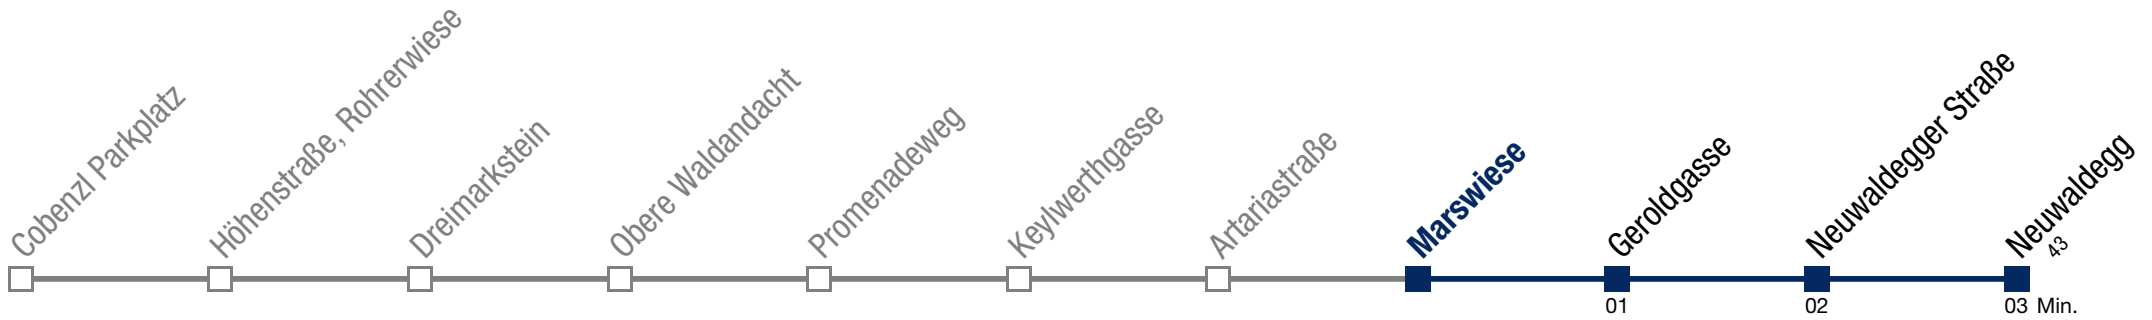 Cobenzl Parkplatz
Höhenstraße, Rohrerwiese
Dreimarkstein
Obere Waldandacht
Promenadeweg
Keylwerthgasse
Artariastraße
Marswiese
Geroldgasse
Neuwaldegger Straße
Neuwaldegg
43
01
02
03 Min.